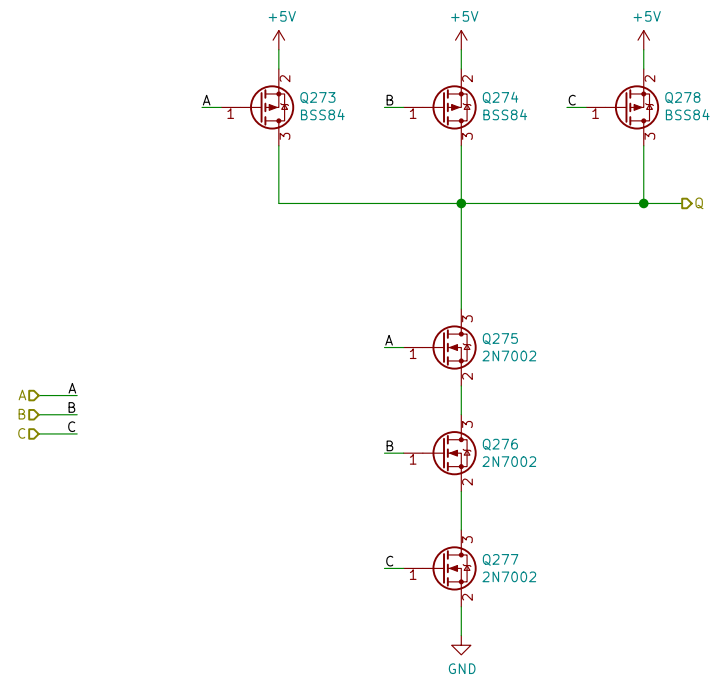 +5V +5V +5V
2 2 2
A 1 Q273 B 1 Q274 C 1 Q278
BSS84 BSS84 BSS84
3 3 3
Q
3
A 1 Q275
2N7002
2
A A
B B
C C
3
B 1 Q276
2N7002
2
3
C 1 Q277
2N7002
2
GND